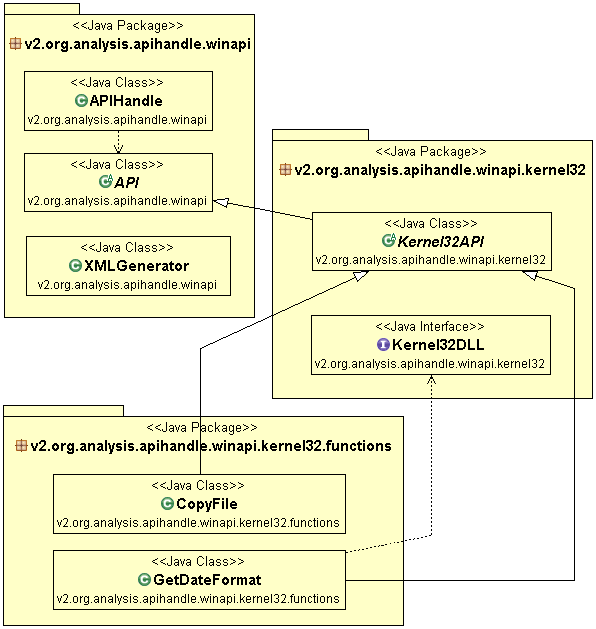 <<Java Package>>
v2.org.analysis.apihandle.winapi
<<Java Class>>
APIHandle
v2.org.analysis.apihandle.winapi
<<Java Class>>
API
v2.org.analysis.apihandle.winapi
<<Java Class>>
XMLGenerator
v2.org.analysis.apihandle.winapi
<<Java Package>>
v2.org.analysis.apihandle.winapi.kernel32
<<Java Class>>
Kernel32API
v2.org.analysis.apihandle.winapi.kernel32
<<Java Interface>>
Kernel32DLL
v2.org.analysis.apihandle.winapi.kernel32
<<Java Package>>
v2.org.analysis.apihandle.winapi.kernel32.functions
<<Java Class>>
CopyFile
v2.org.analysis.apihandle.winapi.kernel32.functions
<<Java Class>>
GetDateFormat
v2.org.analysis.apihandle.winapi.kernel32.functions